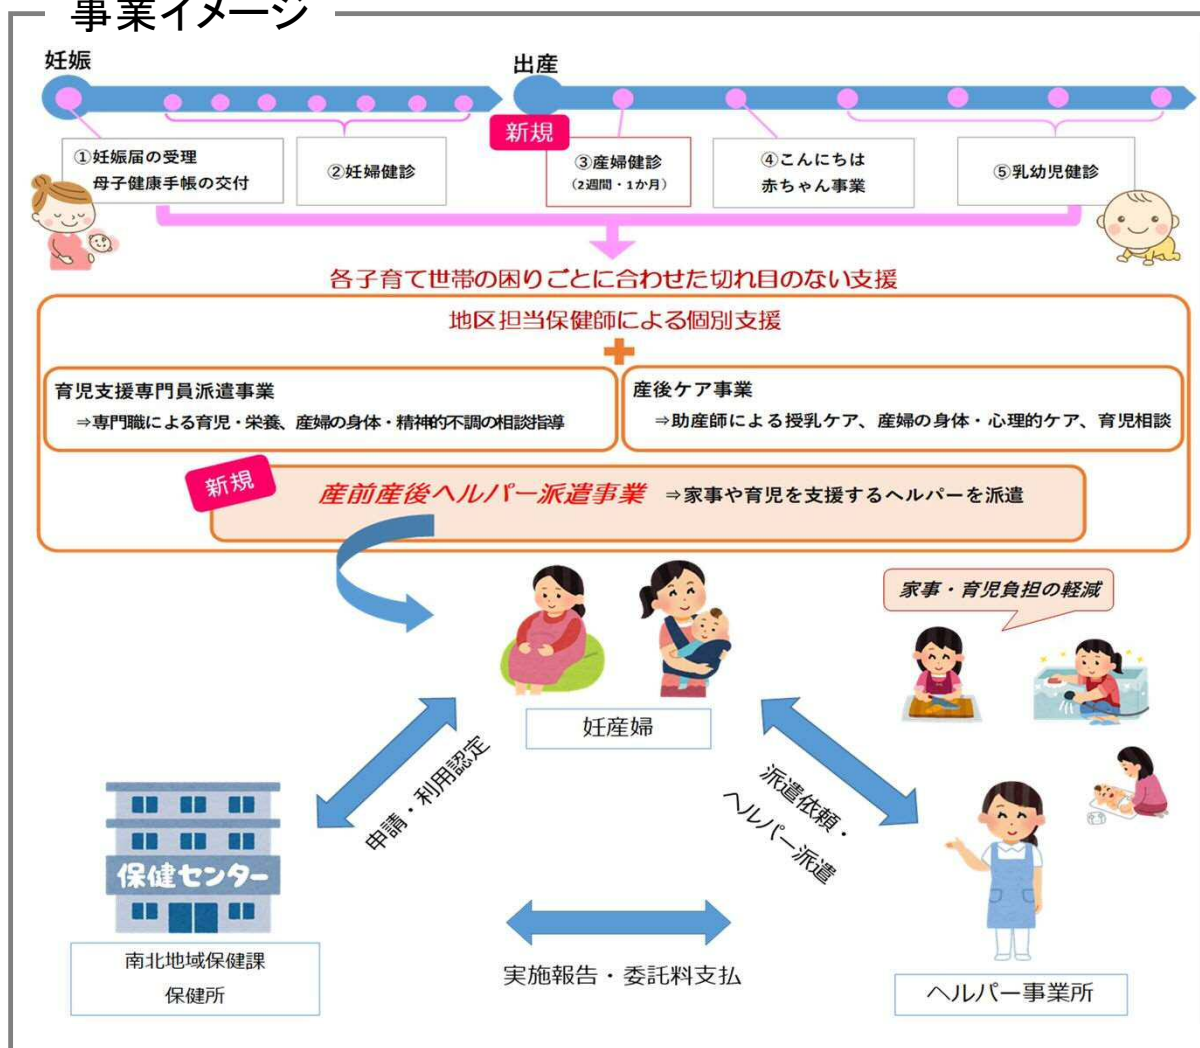 事業イメージ
妊娠
出産
新規
①妊娠届の受理
母子健康手帳の交付
②妊婦健診
③産婦健診
(2週間・1か月)
④こんにちは
赤ちゃん事業
⑤乳幼児健診
各子育て世帯の困りごとに合わせた切れ目のない支援
地区担当保健師による個別支援
育児支援専門員派遣事業
⇒専門職による育児・栄養、産婦の身体・精神的不調の相談指導
産後ケア事業
⇒助産師による授乳ケア、産婦の身体・心理的ケア、育児相談
新規
産前産後ヘルパー派遣事業 ⇒家事や育児を支援するヘルパーを派遣
家事・育児負担の軽減
妊産婦
申請・利用認定
派遣依頼・
ヘルパー派遣
保健センター
南北地域保健課
保健所
実施報告・委託料支払
ヘルパー事業所